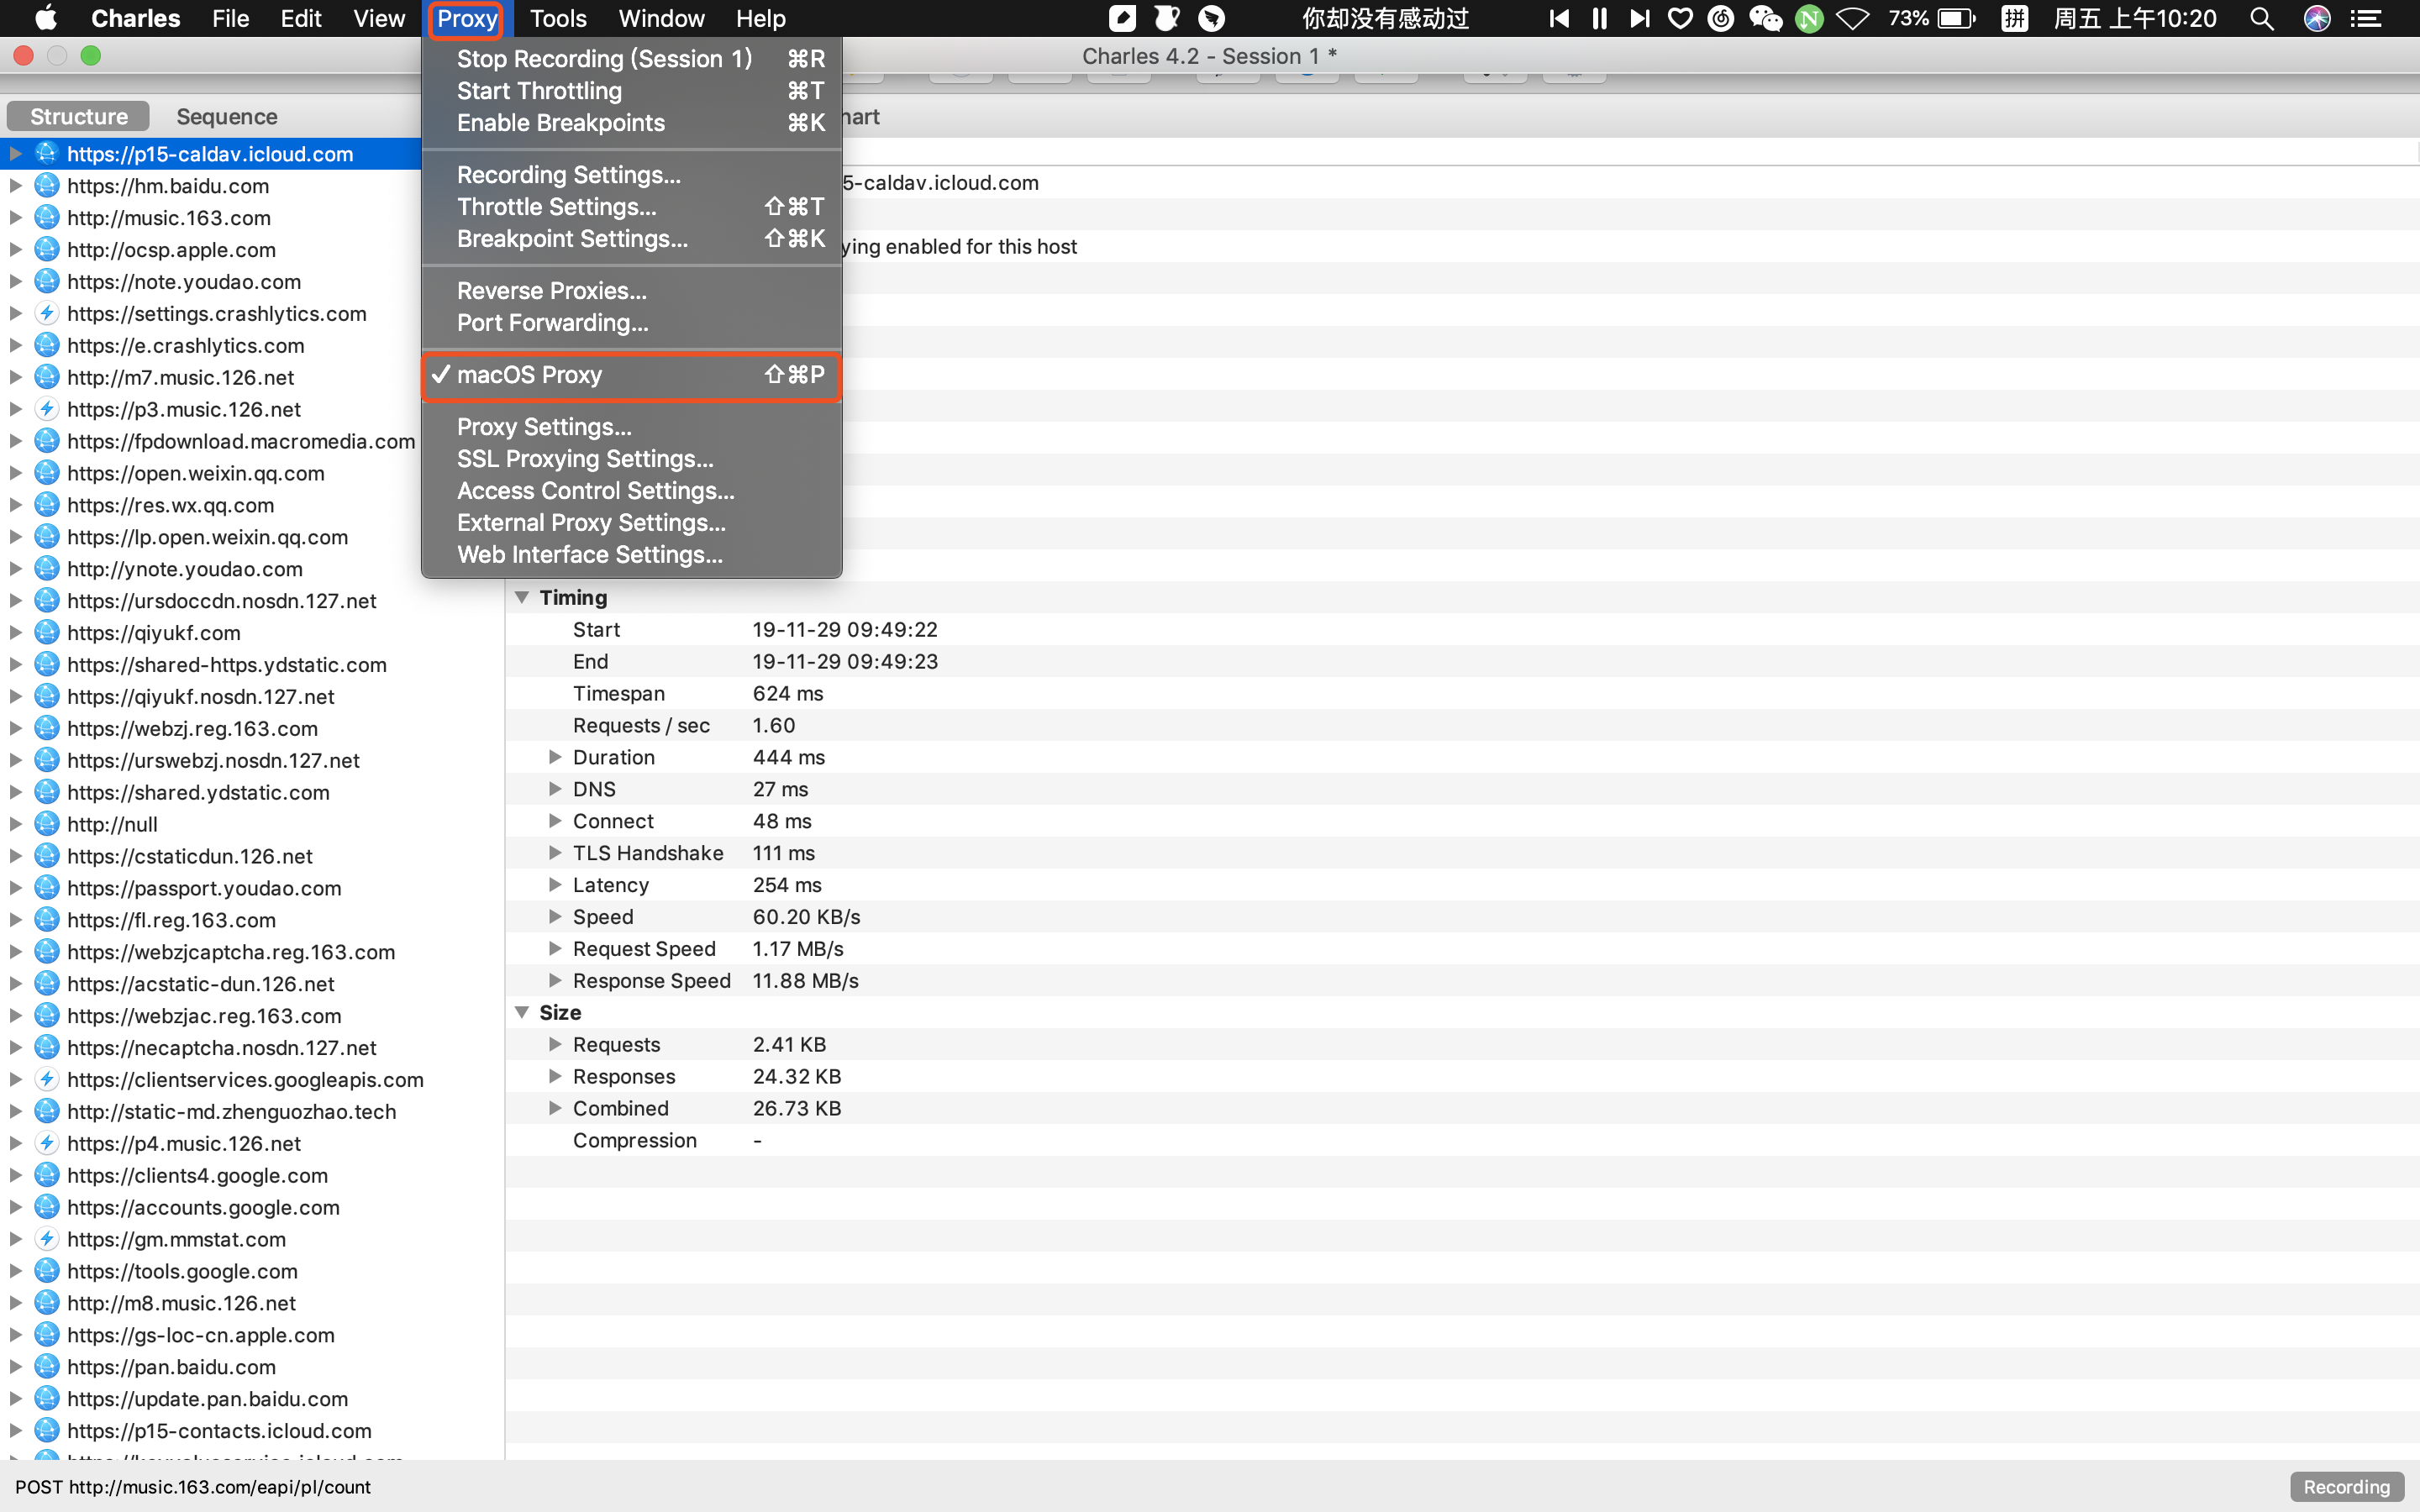 Charles File Edit View Proxy Tools Window Help 你却没有感动过 N 73% 拼 周五 上午10:20
Charles 4.2 - Session 1 *
Stop Recording (Session 1) ⌘R
Start Throttling ⌘T
Enable Breakpoints ⌘K
Recording Settings...
Throttle Settings... ⇧⌘T
Breakpoint Settings... ⇧⌘K
Reverse Proxies...
Port Forwarding...
✓ macOS Proxy ⇧⌘P
Proxy Settings...
SSL Proxying Settings...
Access Control Settings...
External Proxy Settings...
Web Interface Settings...
Structure Sequence
https://p15-caldav.icloud.com
https://hm.baidu.com
http://music.163.com
http://ocsp.apple.com
https://note.youdao.com
https://settings.crashlytics.com
https://e.crashlytics.com
http://m7.music.126.net
https://p3.music.126.net
https://fpdownload.macromedia.com
https://open.weixin.qq.com
https://res.wx.qq.com
https://lp.open.weixin.qq.com
http://ynote.youdao.com
https://ursdoccdn.nosdn.127.net
https://qiyukf.com
https://shared-https.ydstatic.com
https://qiyukf.nosdn.127.net
https://webzj.reg.163.com
https://urswebzj.nosdn.127.net
https://shared.ydstatic.com
http://null
https://cstaticdun.126.net
https://passport.youdao.com
https://fl.reg.163.com
https://webzjcaptcha.reg.163.com
https://acstatic-dun.126.net
https://webzjac.reg.163.com
https://necaptcha.nosdn.127.net
https://clientservices.googleapis.com
http://static-md.zhenguozhao.tech
https://p4.music.126.net
https://clients4.google.com
https://accounts.google.com
https://gm.mmstat.com
https://tools.google.com
http://m8.music.126.net
https://gs-loc-cn.apple.com
https://pan.baidu.com
https://update.pan.baidu.com
https://p15-contacts.icloud.com
hart
5-caldav.icloud.com
ying enabled for this host
Timing
Start 19-11-29 09:49:22
End 19-11-29 09:49:23
Timespan 624 ms
Requests / sec 1.60
Duration 444 ms
DNS 27 ms
Connect 48 ms
TLS Handshake 111 ms
Latency 254 ms
Speed 60.20 KB/s
Request Speed 1.17 MB/s
Response Speed 11.88 MB/s
Size
Requests 2.41 KB
Responses 24.32 KB
Combined 26.73 KB
Compression -
POST http://music.163.com/eapi/pl/count
Recording